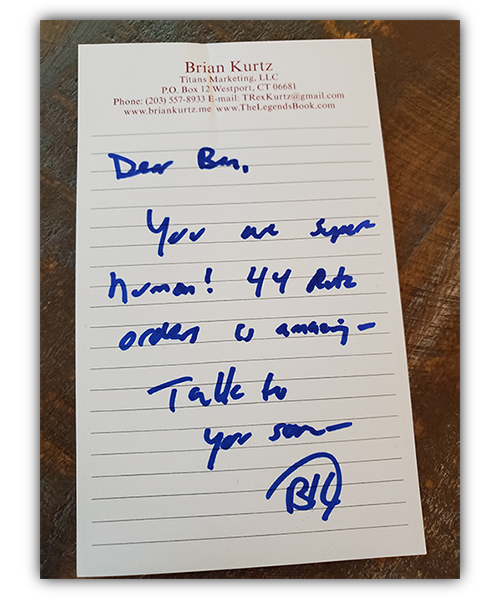 Brian Kurtz
Titans Marketing, LLC
P.O. Box 12 Westport, CT 06681
Phone: (203) 557-8933 E-mail: TRexKurtz@gmail.com
www.briankurtz.me www.TheLegendsBook.com
Dear Ben,
You are super
human! 44 Rutz
orders is amazing—
Talk to
you soon—
BK